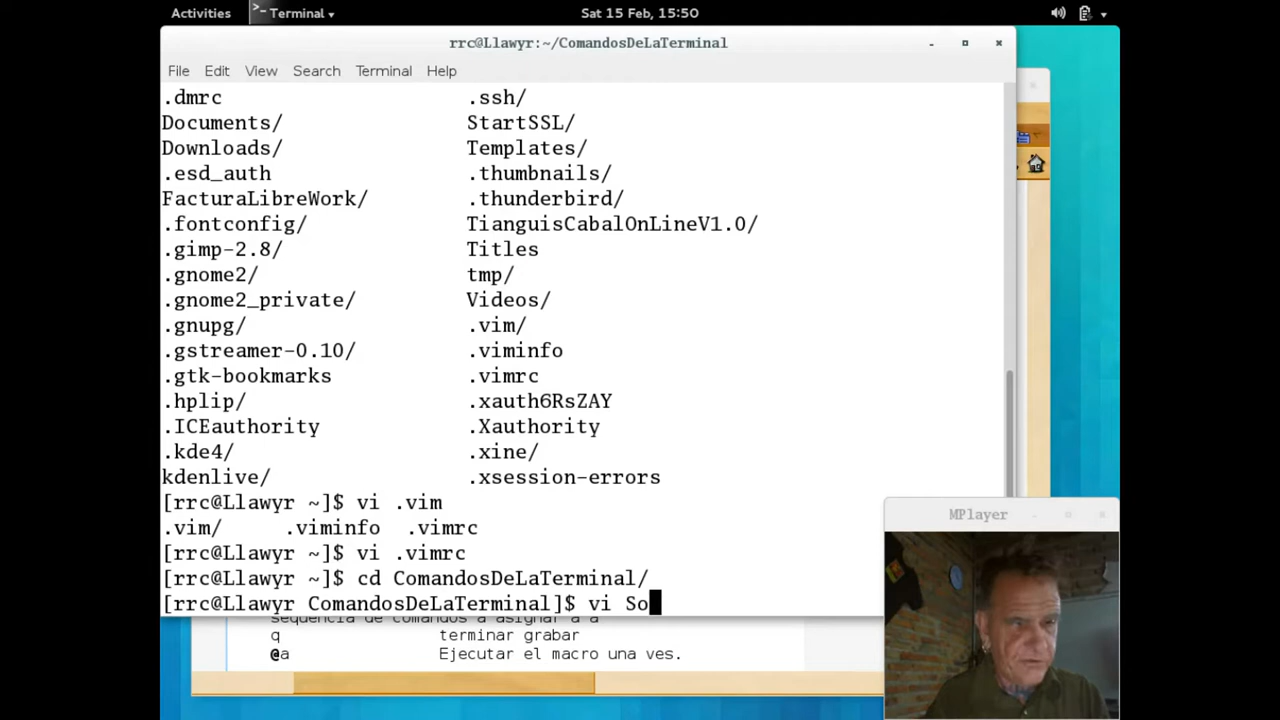 Activities
Terminal
Sat 15 Feb, 15:50
rrc@Llawyr:~/ComandosDeLaTerminal
File Edit View Search Terminal Help
.dmrc .ssh/
Documents/ StartSSL/
Downloads/ Templates/
.esd_auth .thumbnails/
FacturaLibreWork/ .thunderbird/
.fontconfig/ TianguisCabalOnLineV1.0/
.gimp-2.8/ Titles
.gnome2/ tmp/
.gnome2_private/ Videos/
.gnupg/ .vim/
.gstreamer-0.10/ .viminfo
.gtk-bookmarks .vimrc
.hplip/ .xauth6RsZAY
.ICEauthority .Xauthority
.kde4/ .xine/
kdenlive/ .xsession-errors
[rrc@Llawyr ~]$ vi .vim
.vim/ .viminfo .vimrc
[rrc@Llawyr ~]$ vi .vimrc
[rrc@Llawyr ~]$ cd ComandosDeLaTerminal/
[rrc@Llawyr ComandosDeLaTerminal]$ vi So
MPlayer
sequencia de comandos a asignar a a
q terminar grabar
@a Ejecutar el macro una ves.